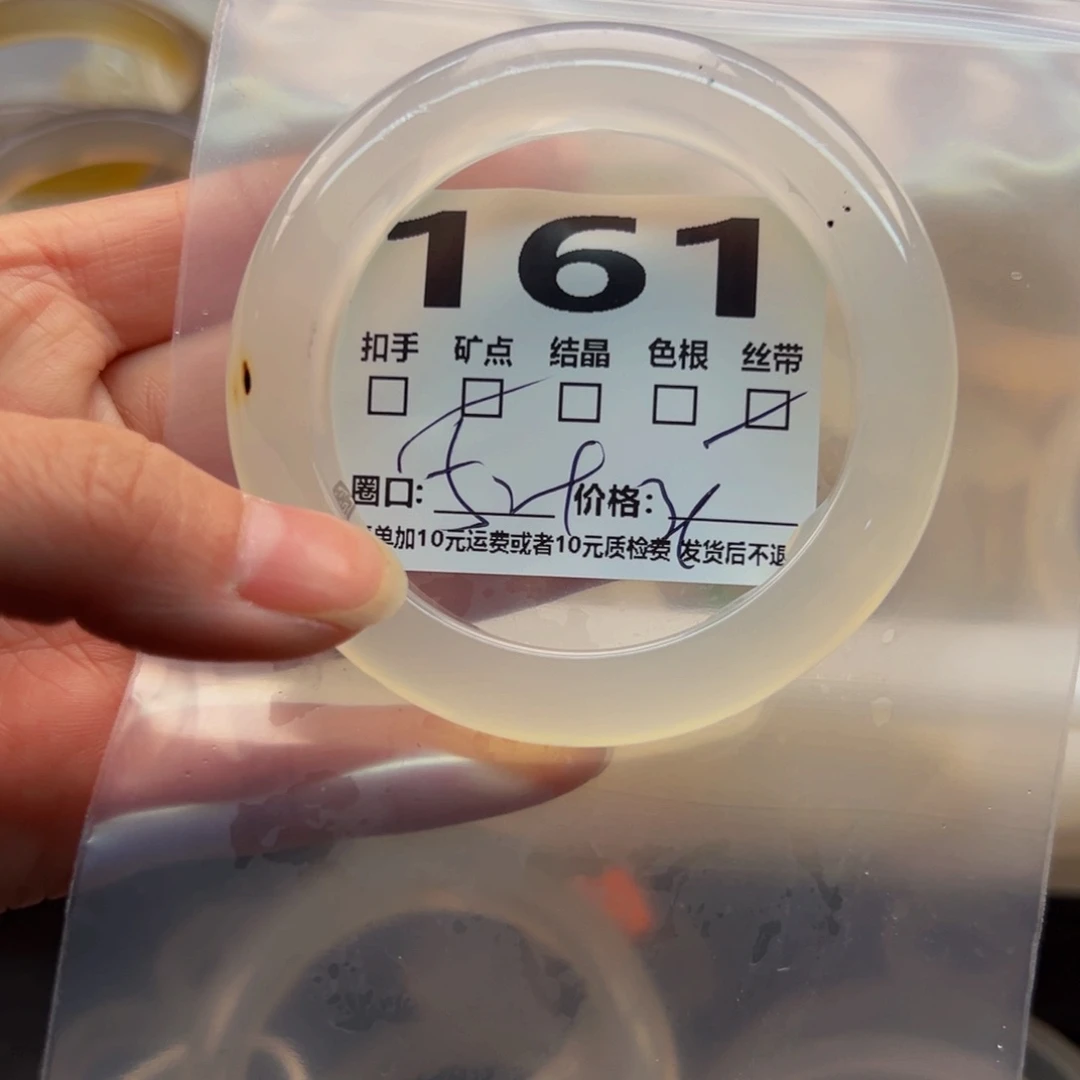 161
扣手 矿点 结晶 色根 丝带
圈口: 价格:
单加10元运费或者10元质检费 发货后不退